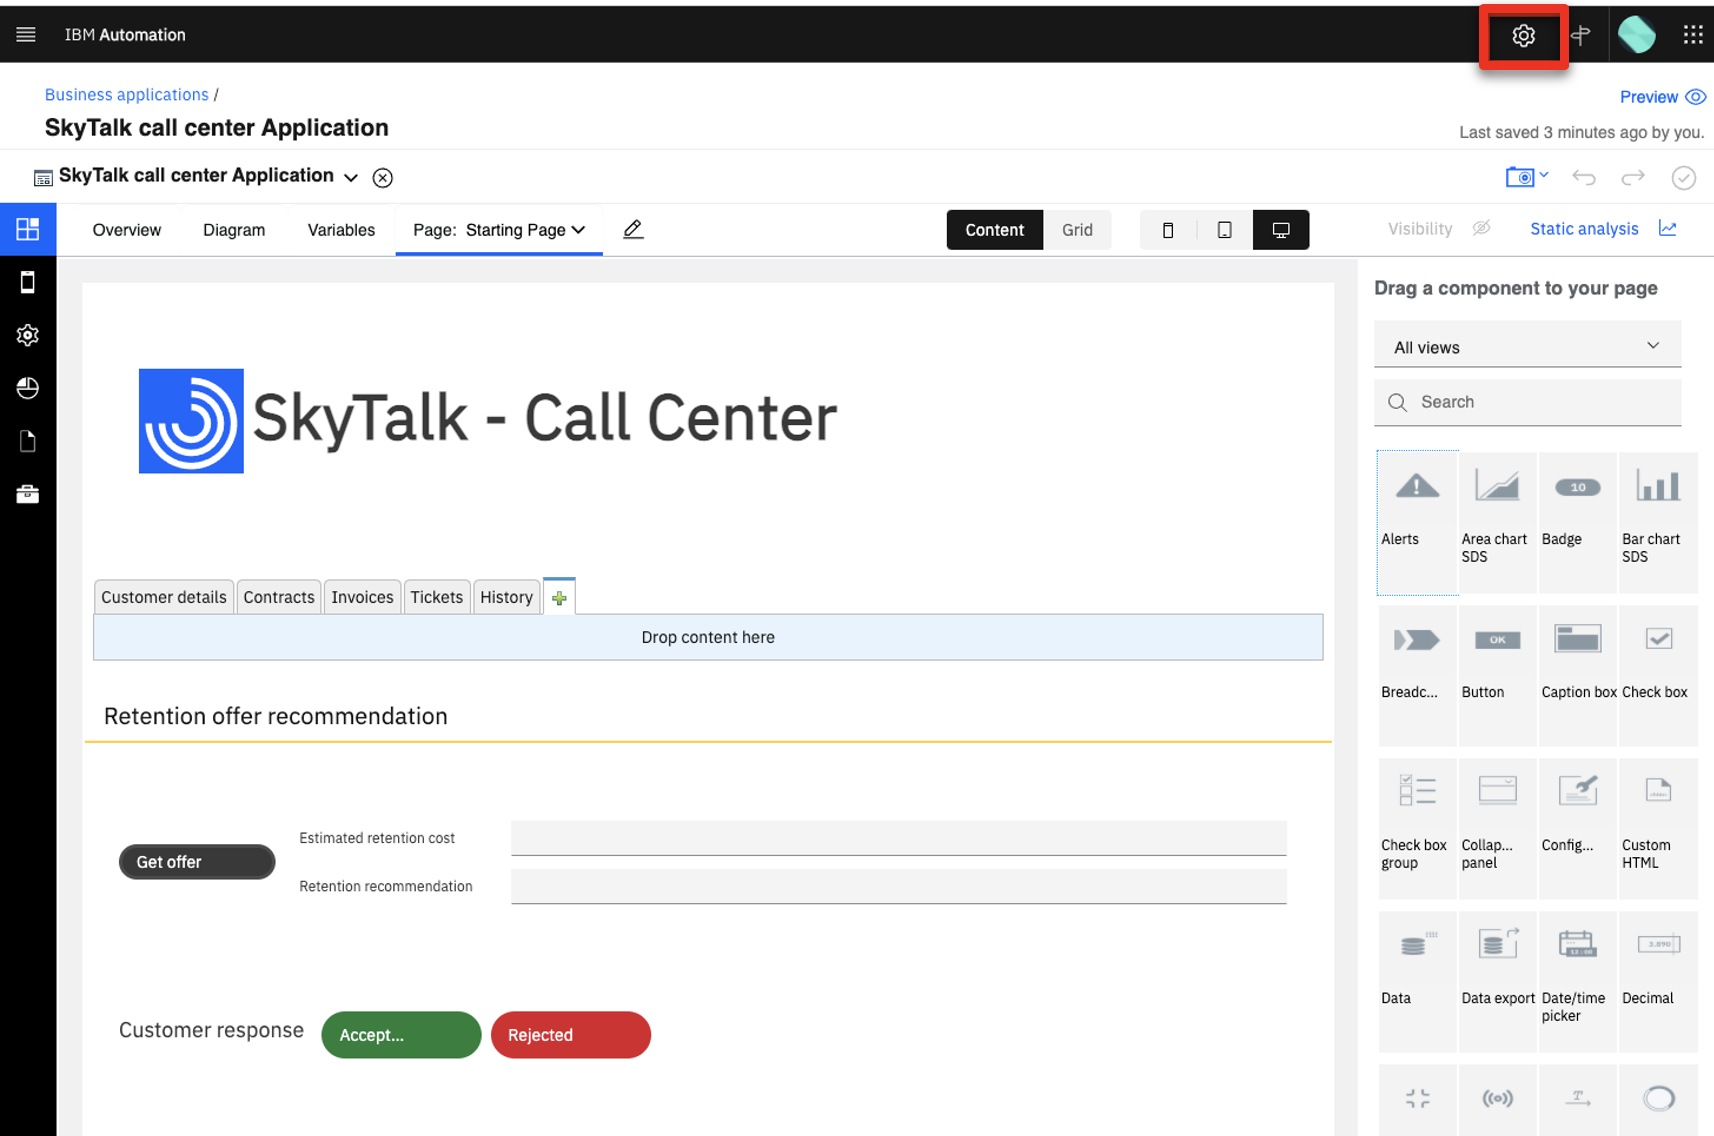 IBM Automation
Business applications /
Preview
SkyTalk call center Application
Last saved 3 minutes ago by you.
SkyTalk call center Application
Overview
Diagram
Variables
Page: Starting Page
Content
Grid
Visibility
Static analysis
Drag a component to your page
All views
Search
SkyTalk - Call Center
10
Alerts
Area chart SDS
Badge
Bar chart SDS
Customer details
Contracts
Invoices
Tickets
History
Drop content here
OK
Breadc...
Button
Caption box
Check box
Retention offer recommendation
Check box group
Collap... panel
Config...
Custom HTML
Get offer
Estimated retention cost
Retention recommendation
Data
Data export
Date/time picker
Decimal
Customer response
Accept...
Rejected